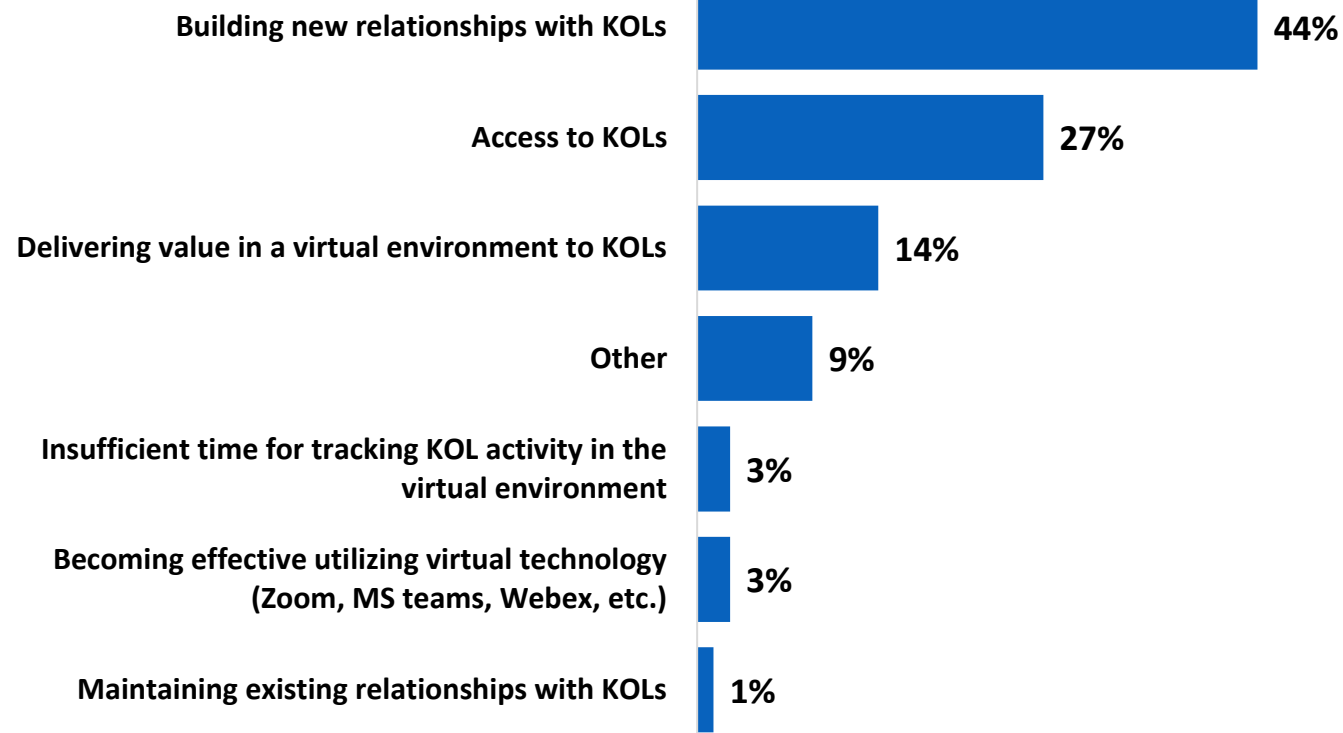 Building new relationships with KOLs
44%
Access to KOLs
27%
Delivering value in a virtual environment to KOLs
14%
Other
9%
Insufficient time for tracking KOL activity in the
virtual environment
3%
Becoming effective utilizing virtual technology
(Zoom, MS teams, Webex, etc.)
3%
Maintaining existing relationships with KOLs
1%